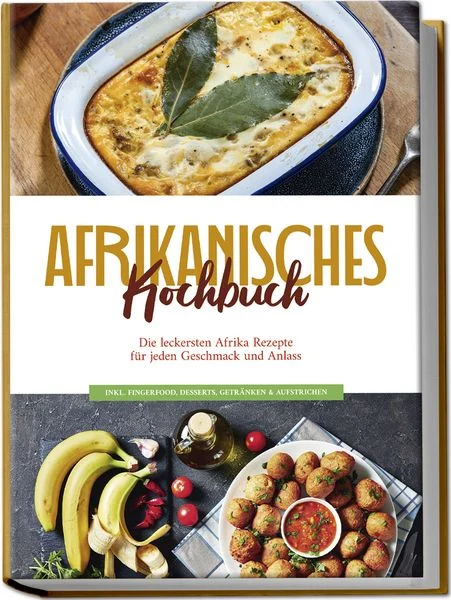 AFRIKANISCHES
Kochbuch
Die leckersten Afrika Rezepte
für jeden Geschmack und Anlass
INKL. FINGERFOOD, DESSERTS, GETRÄNKEN & AUFSTRICHEN